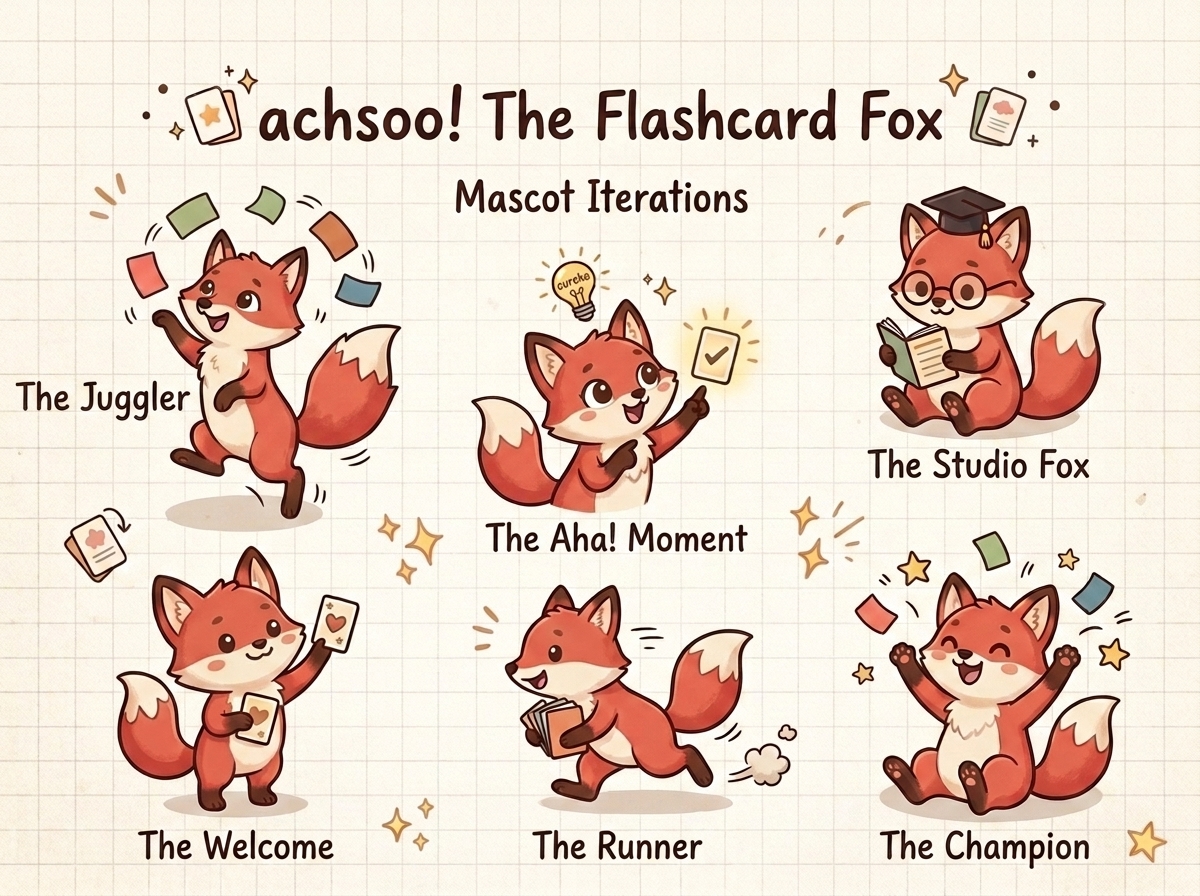 achsoo! The Flashcard Fox
Mascot Iterations
eureke
The Juggler
The Studio Fox
The Aha! Moment
The Welcome
The Runner
The Champion